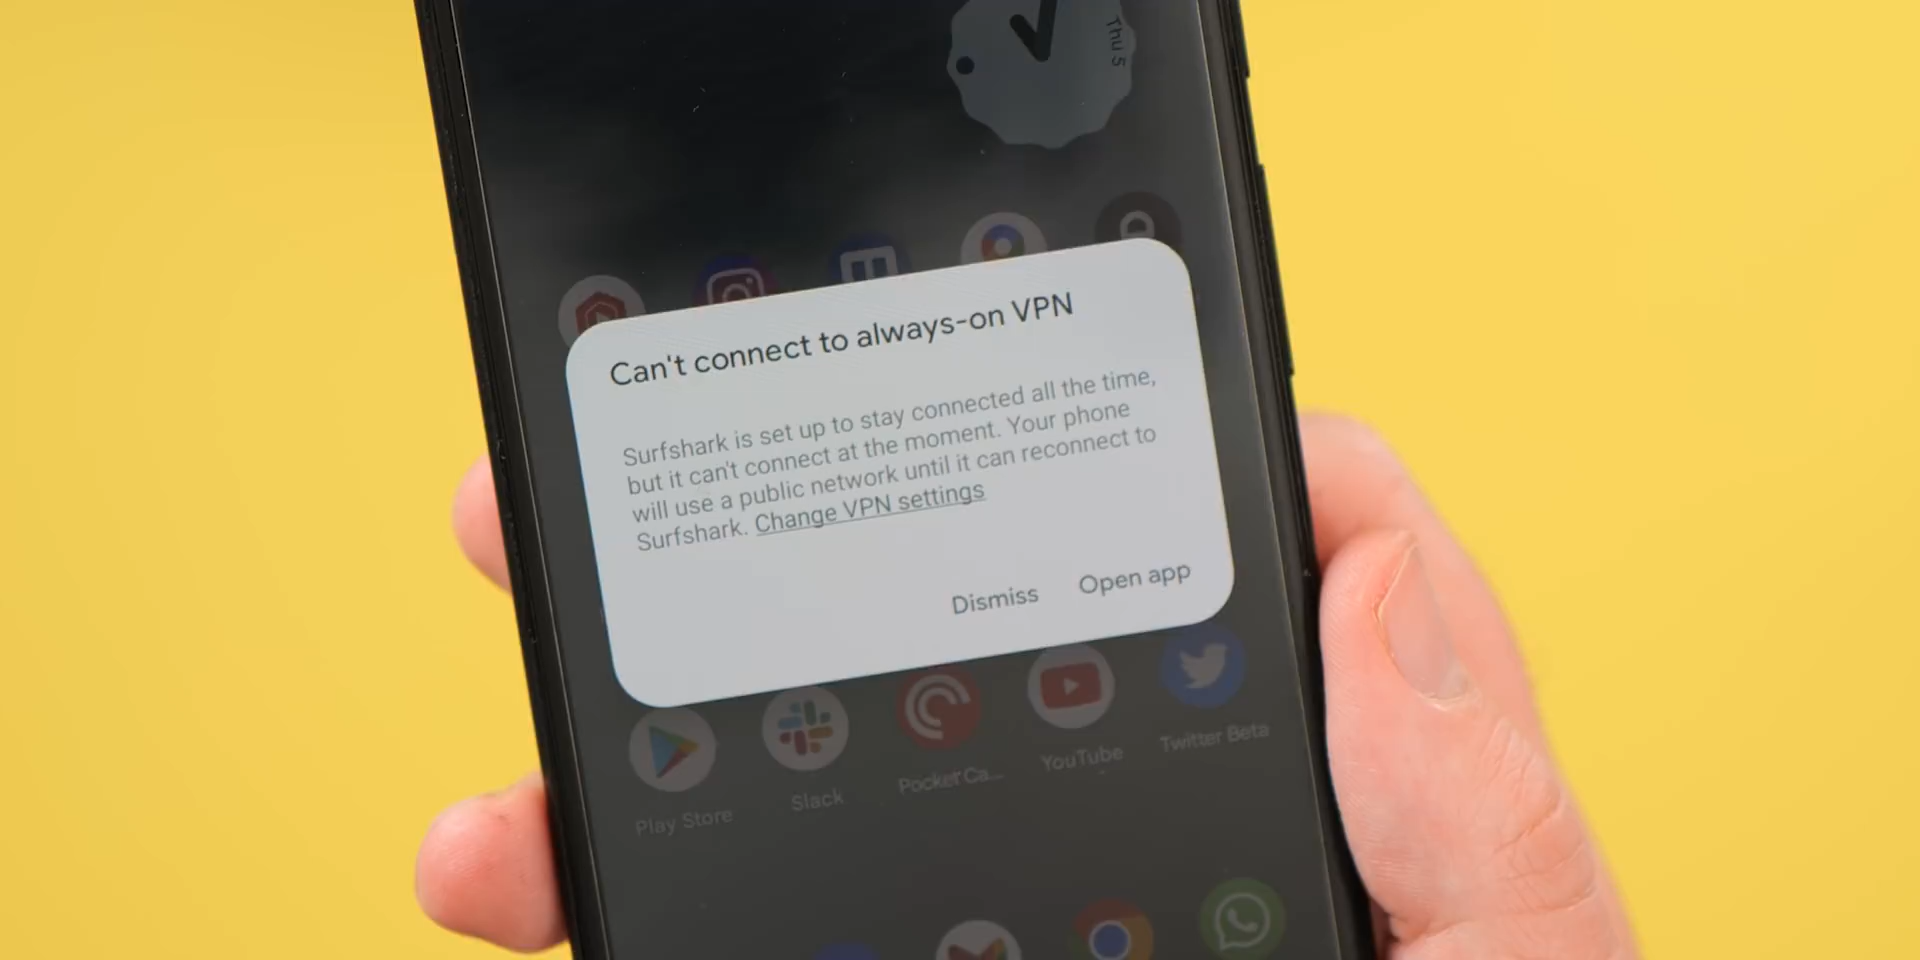 Thu 5
Can't connect to always-on VPN
Surfshark is set up to stay connected all the time,
but it can't connect at the moment. Your phone
will use a public network until it can reconnect to
Surfshark. Change VPN settings
Dismiss Open app
Play Store Slack Pocket Ca... YouTube Twitter Beta